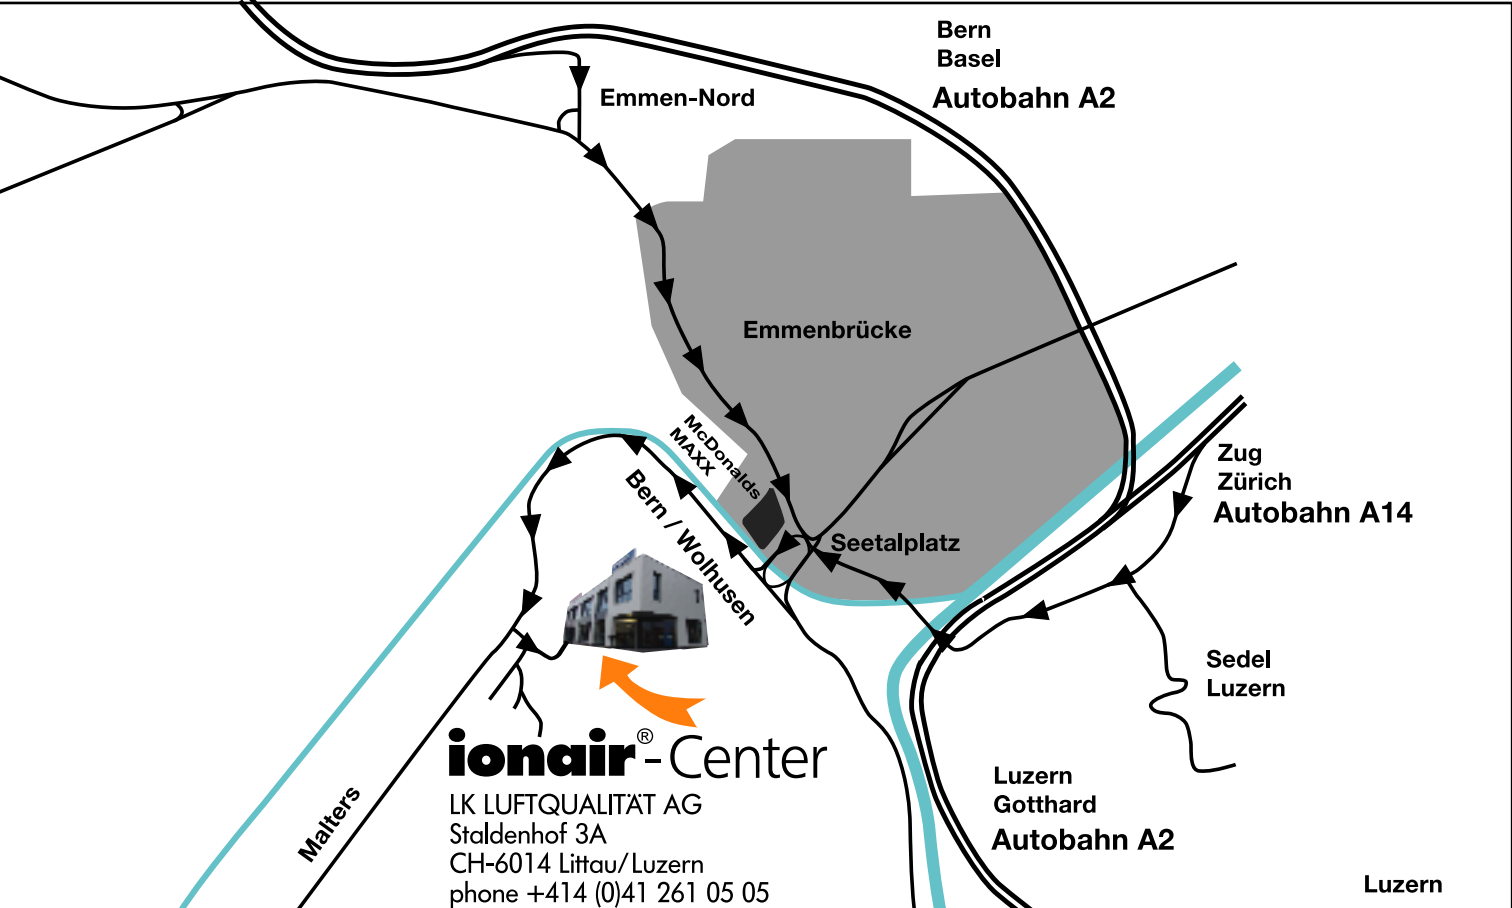 Bern
Basel
Autobahn A2
Emmen-Nord
Emmenbrücke
McDonalds
MAXX
Bern / Wolhusen
Seetalplatz
Zug
Zürich
Autobahn A14
Sedel
Luzern
ionair®-Center
LK LUFTQUALITÄT AG
Staldenhof 3A
CH-6014 Littau/Luzern
phone +414 (0)41 261 05 05
Malters
Luzern
Gotthard
Autobahn A2
Luzern